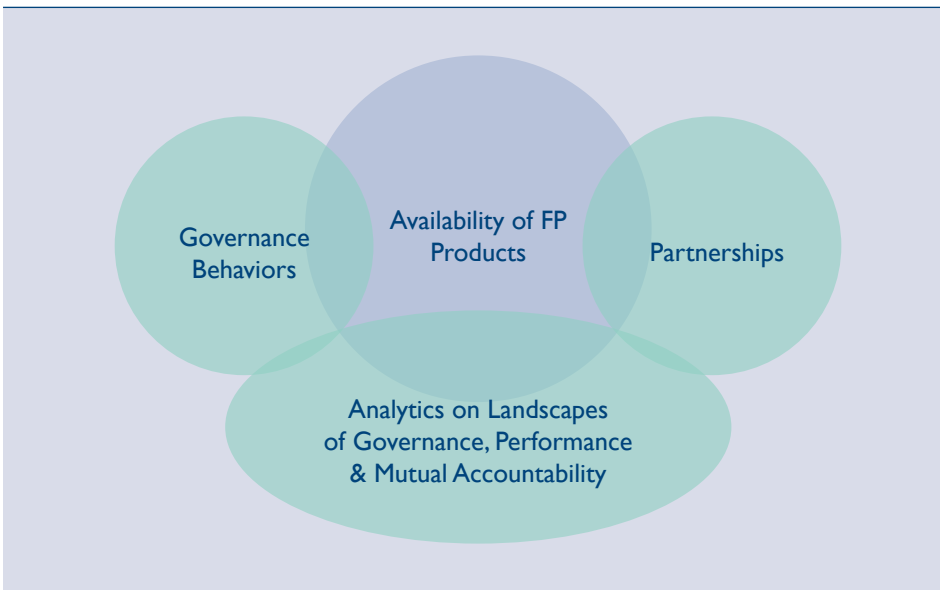 Governance
Behaviors
Availability of FP
Products
Partnerships
Analytics on Landscapes
of Governance, Performance
& Mutual Accountability